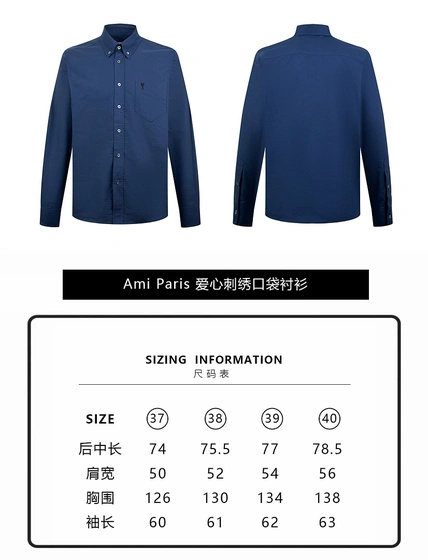 Ami Paris 爱心刺绣口袋衬衫
SIZING INFORMATION
尺码表
SIZE 37 38 39 40
后中长 74 75.5 77 78.5
肩宽 50 52 54 56
胸围 126 130 134 138
袖长 60 61 62 63